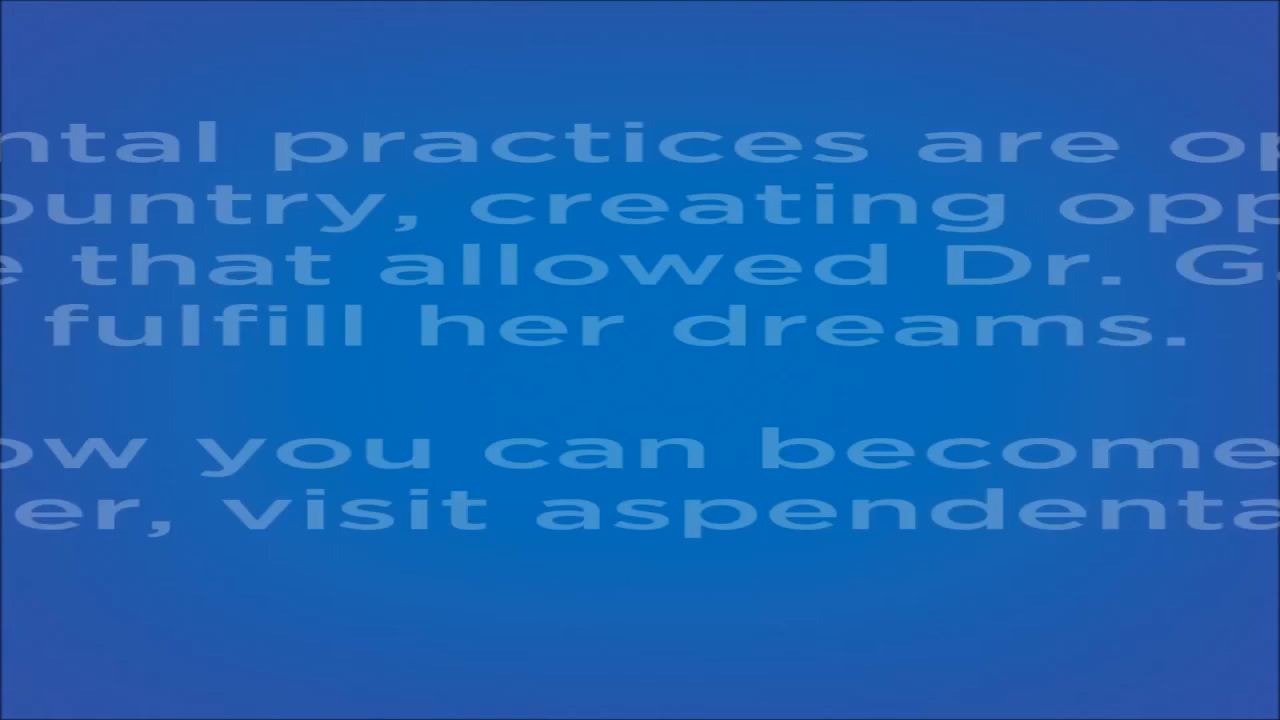 ntal practices are op
ountry, creating opp
e that allowed Dr. G
fulfill her dreams.
ow you can become
er, visit aspendenta